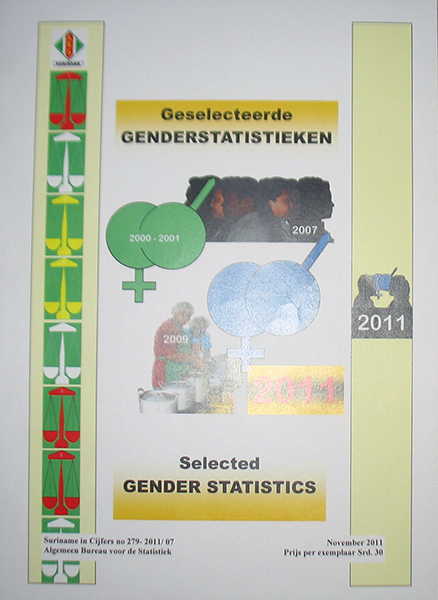 Geselecteerde
GENDERSTATISTIEKEN
2000 - 2001
2007
2009
2011
2011
Selected
GENDER STATISTICS
Suriname in Cijfers no 279- 2011/ 07
Algemeen Bureau voor de Statistiek
November 2011
Prijs per exemplaar Srd. 30